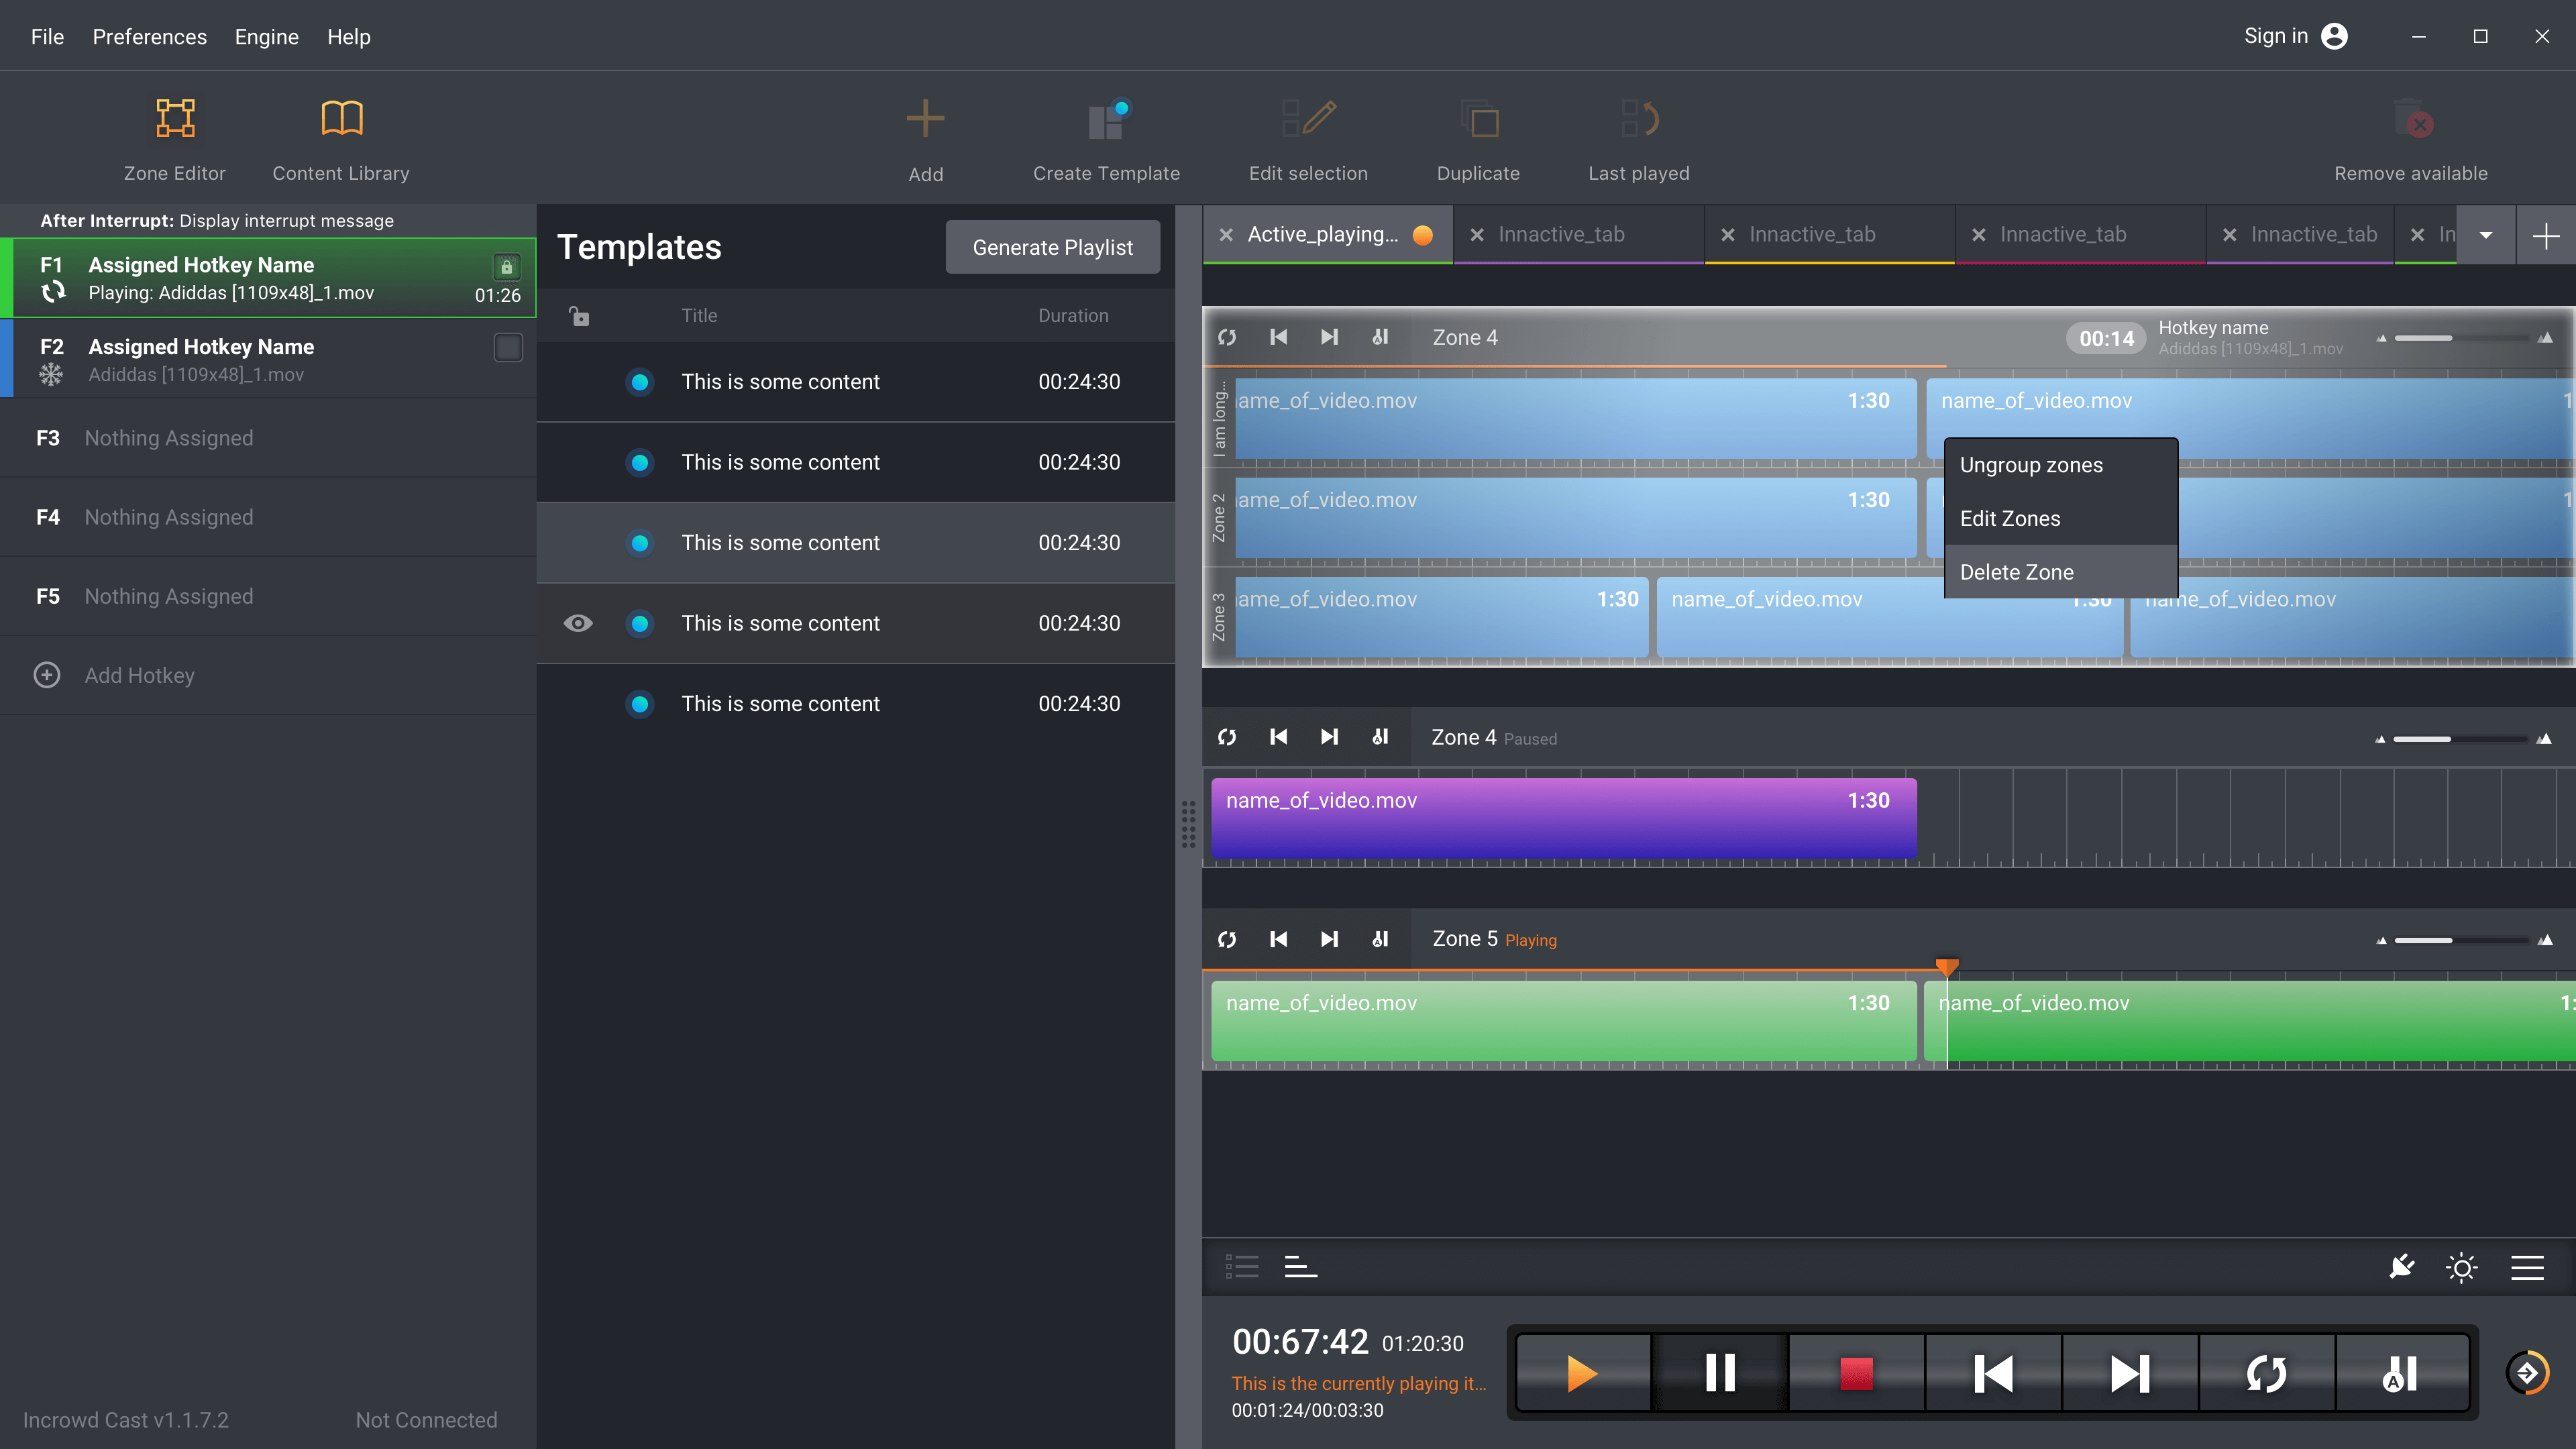 File Preferences Engine Help Sign in
Zone Editor Content Library Add Create Template Edit selection Duplicate Last played Remove available
After Interrupt: Display interrupt message
F1 Assigned Hotkey Name
Playing: Adiddas [1109x48]_1.mov 01:26
F2 Assigned Hotkey Name
Adiddas [1109x48]_1.mov
F3 Nothing Assigned
F4 Nothing Assigned
F5 Nothing Assigned
Add Hotkey
Incrowd Cast v1.1.7.2 Not Connected
Templates Generate Playlist
Title Duration
This is some content 00:24:30
This is some content 00:24:30
This is some content 00:24:30
This is some content 00:24:30
This is some content 00:24:30
Active_playing... Innactive_tab Innactive_tab Innactive_tab Innactive_tab In
Zone 4 00:14 Hotkey name
Adiddas [1109x48]_1.mov
I am long...
ame_of_video.mov 1:30 name_of_video.mov 1
Zone 2
ame_of_video.mov 1:30 1
Zone 3
ame_of_video.mov 1:30 name_of_video.mov 1:30 name_of_video.mov
Ungroup zones
Edit Zones
Delete Zone
Zone 4 Paused
name_of_video.mov 1:30
Zone 5 Playing
name_of_video.mov 1:30 name_of_video.mov 1:
00:67:42 01:20:30
This is the currently playing it...
00:01:24/00:03:30
A